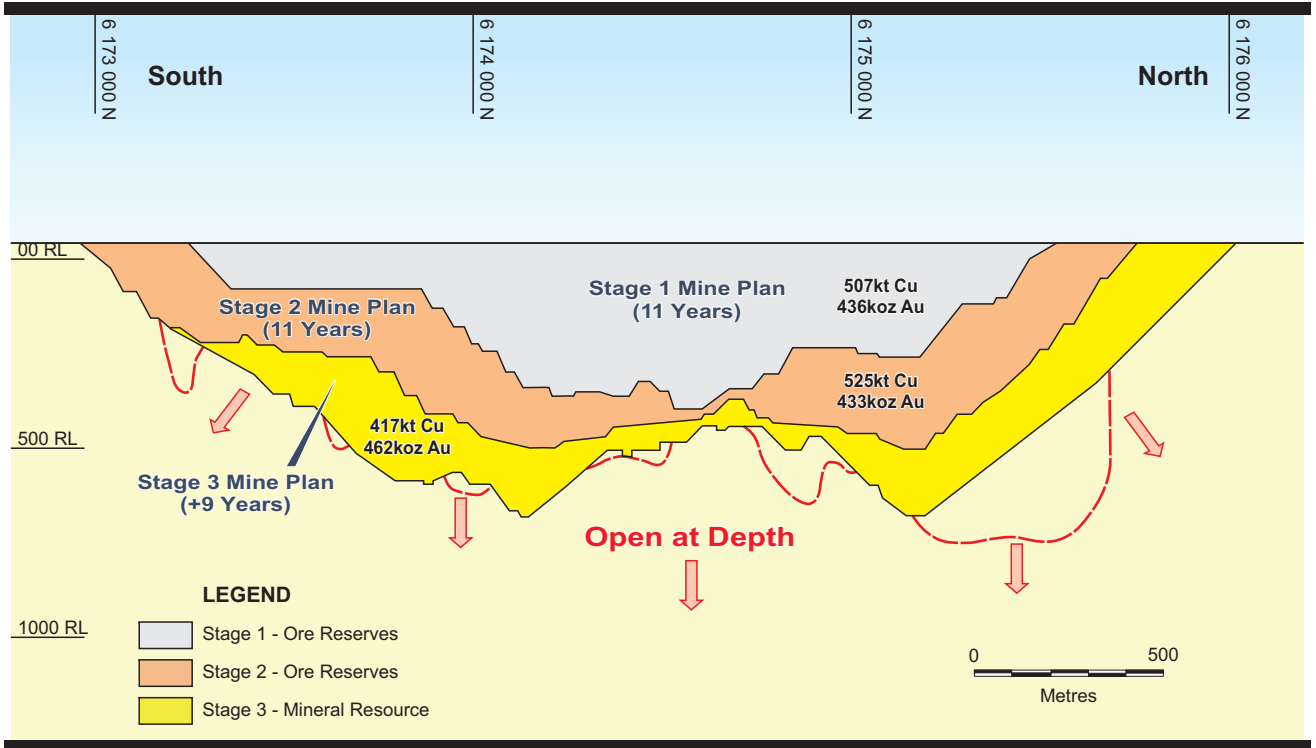 6 173 000 N
6 174 000 N
6 175 000 N
6 176 000 N
South
North
00 RL
Stage 1 Mine Plan
(11 Years)
507kt Cu
436koz Au
Stage 2 Mine Plan
(11 Years)
525kt Cu
433koz Au
417kt Cu
462koz Au
500 RL
Stage 3 Mine Plan
(+9 Years)
Open at Depth
LEGEND
Stage 1 - Ore Reserves
1000 RL
Stage 2 - Ore Reserves
Stage 3 - Mineral Resource
0 500
Metres